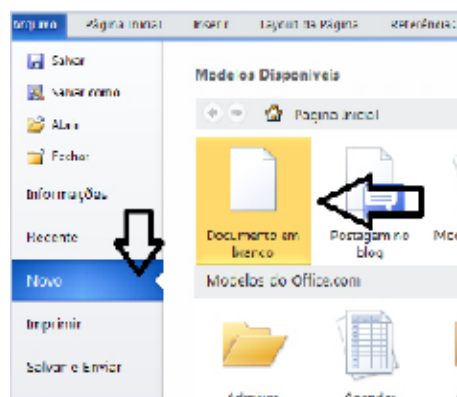 Arquivo Página Inicial Inserir Layout da Página Referências
Salvar
Salvar como
Abrir
Fechar
Informações
Recente
Novo
Imprimir
Salvar e Enviar
Modelos Disponíveis
Página Inicial
Documento em
branco
Postagem no
blog
Modelos do Office.com